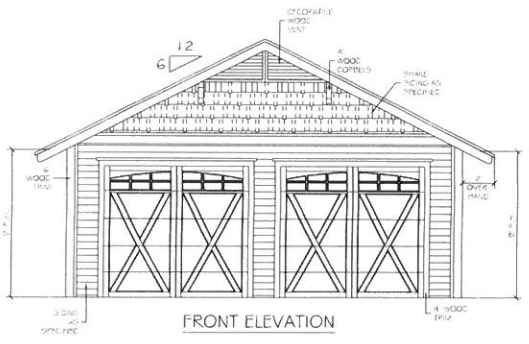 DECORATIVE
WOOD
VENT
12
6
4"
WOOD
CORBELS
SHAKE
SIDING AS
SPECIFIED
WOOD
TRIM
2'
OVER
HANG
SIDING
AS
SPECIFIED
4" WOOD
TRIM
FRONT ELEVATION